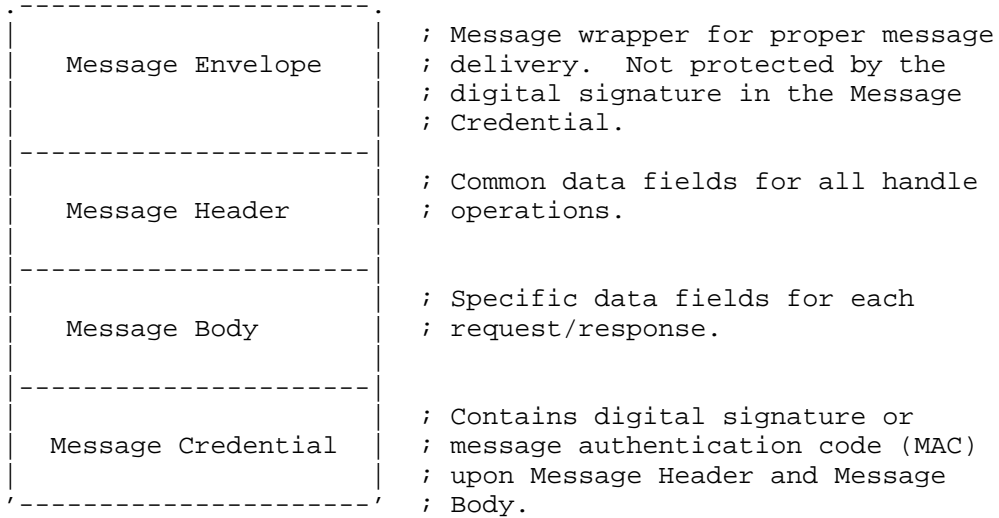 ; Message wrapper for proper message
Message Envelope ; delivery.  Not protected by the
; digital signature in the Message
; Credential.
; Common data fields for all handle
Message Header ; operations.
; Specific data fields for each
Message Body ; request/response.
; Contains digital signature or
Message Credential ; message authentication code (MAC)
; upon Message Header and Message
; Body.